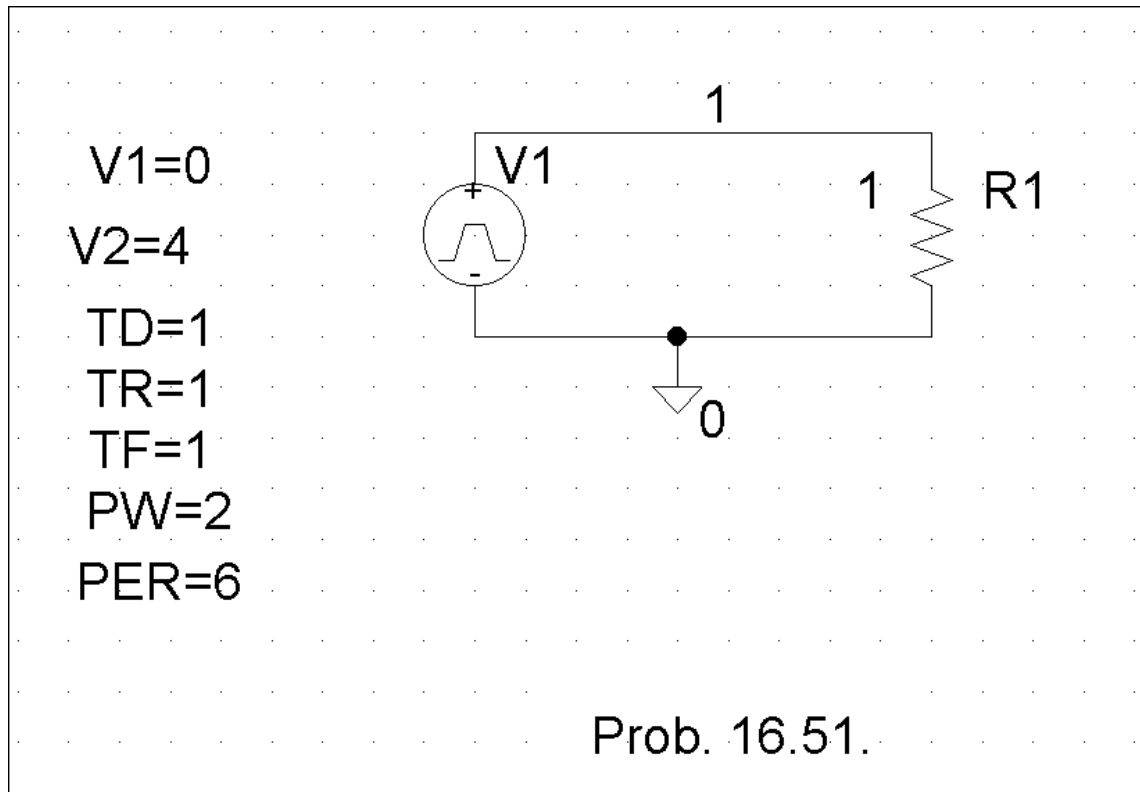 1
V1=0
V1
1
R1
V2=4
+
-
TD=1
TR=1
0
TF=1
PW=2
PER=6
Prob. 16.51.